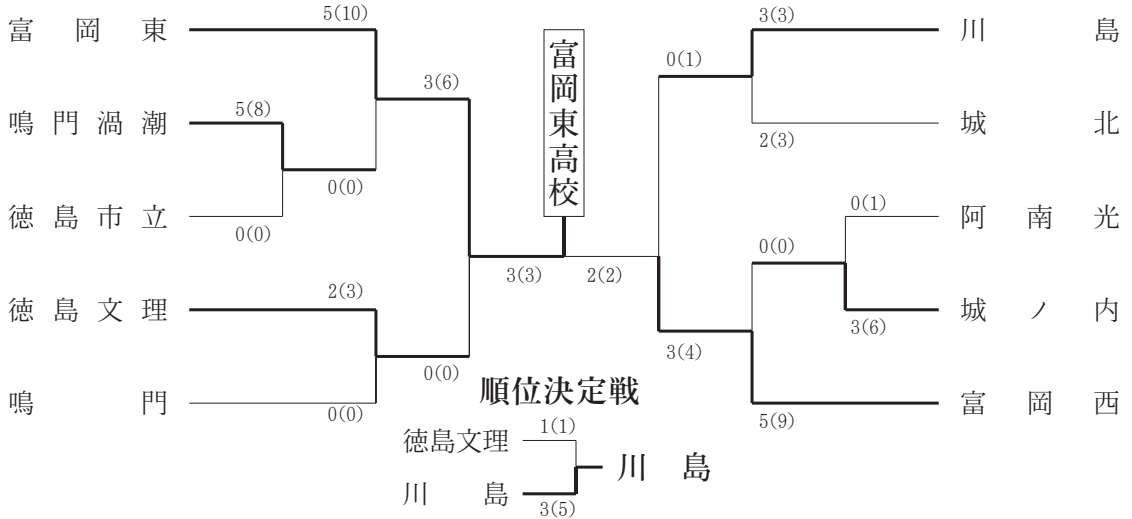 5(10)
3(3)
富岡東
川島
富岡東高校
0(1)
3(6)
5(8)
鳴門渦潮
城北
2(3)
0(0)
0(1)
徳島市立
阿南光
0(0)
0(0)
3(3)
2(2)
2(3)
徳島文理
城ノ内
3(6)
3(4)
0(0)
順位決定戦
鳴門
富岡西
0(0)
5(9)
1(1)
徳島文理
川島
川島
3(5)